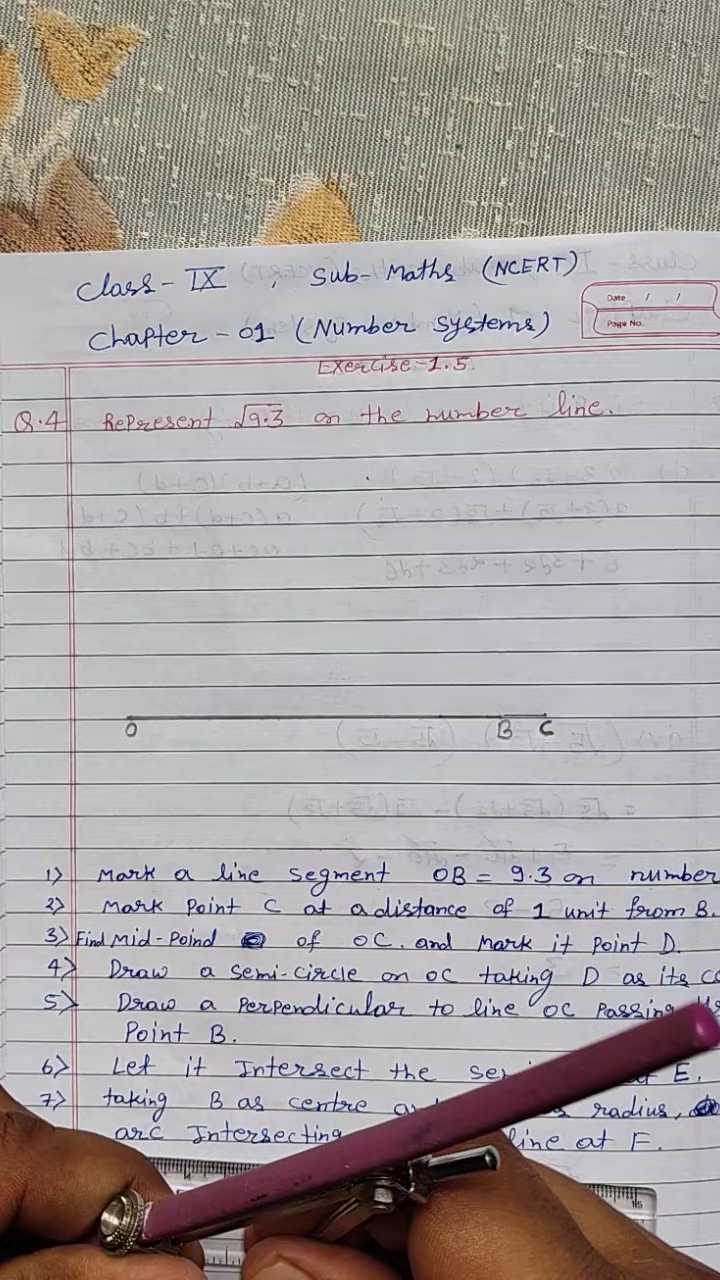 Class- IX , Sub- Maths (NCERT)
Chapter - 01 (Number Systems)
Date / /
Page No.
Exercise-1.5.
Q.4 Represent √9.3 on the number line.
O B C
1) Mark a line segment OB = 9.3 on number
2) Mark Point C at a distance of 1 unit from B.
3) Find Mid-Poind of OC. and Mark it Point D.
4) Draw a semi-circle on OC taking D as its
5) Draw a Perpendicular to line OC Passing
Point B.
6) Let it Intersect the E.
7) taking B as centre radius,
arc Intersecting line at F.
15